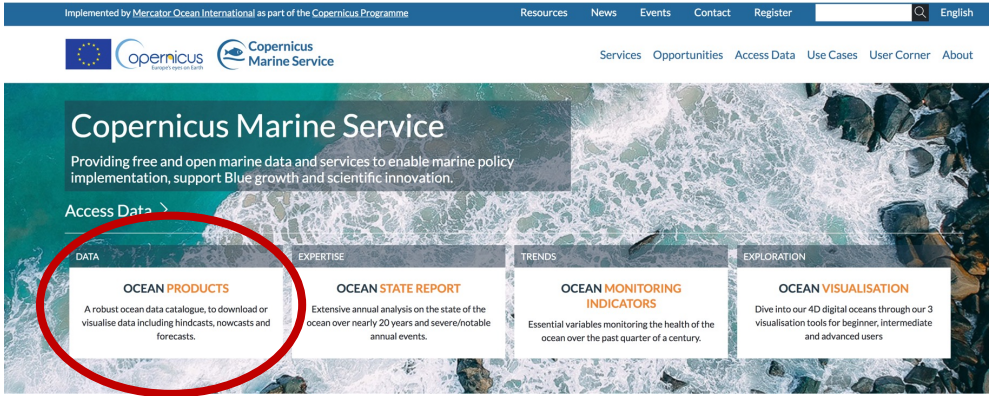 Implemented by Mercator Ocean International as part of the Copernicus Programme
Resources News Events Contact Register English
opernicus
Europe's eyes on Earth
Copernicus
Marine Service
Services Opportunities Access Data Use Cases User Corner About
Copernicus Marine Service
Providing free and open marine data and services to enable marine policy
implementation, support Blue growth and scientific innovation.
Access Data >
DATA
OCEAN PRODUCTS
A robust ocean data catalogue, to download or
visualise data including hindcasts, nowcasts and
forecasts.
EXPERTISE
OCEAN STATE REPORT
Extensive annual analysis on the state of the
ocean over nearly 20 years and severe/notable
annual events.
TRENDS
OCEAN MONITORING
INDICATORS
Essential variables monitoring the health of the
ocean over the past quarter of a century.
EXPLORATION
OCEAN VISUALISATION
Dive into our 4D digital oceans through our 3
visualisation tools for beginner, intermediate
and advanced users